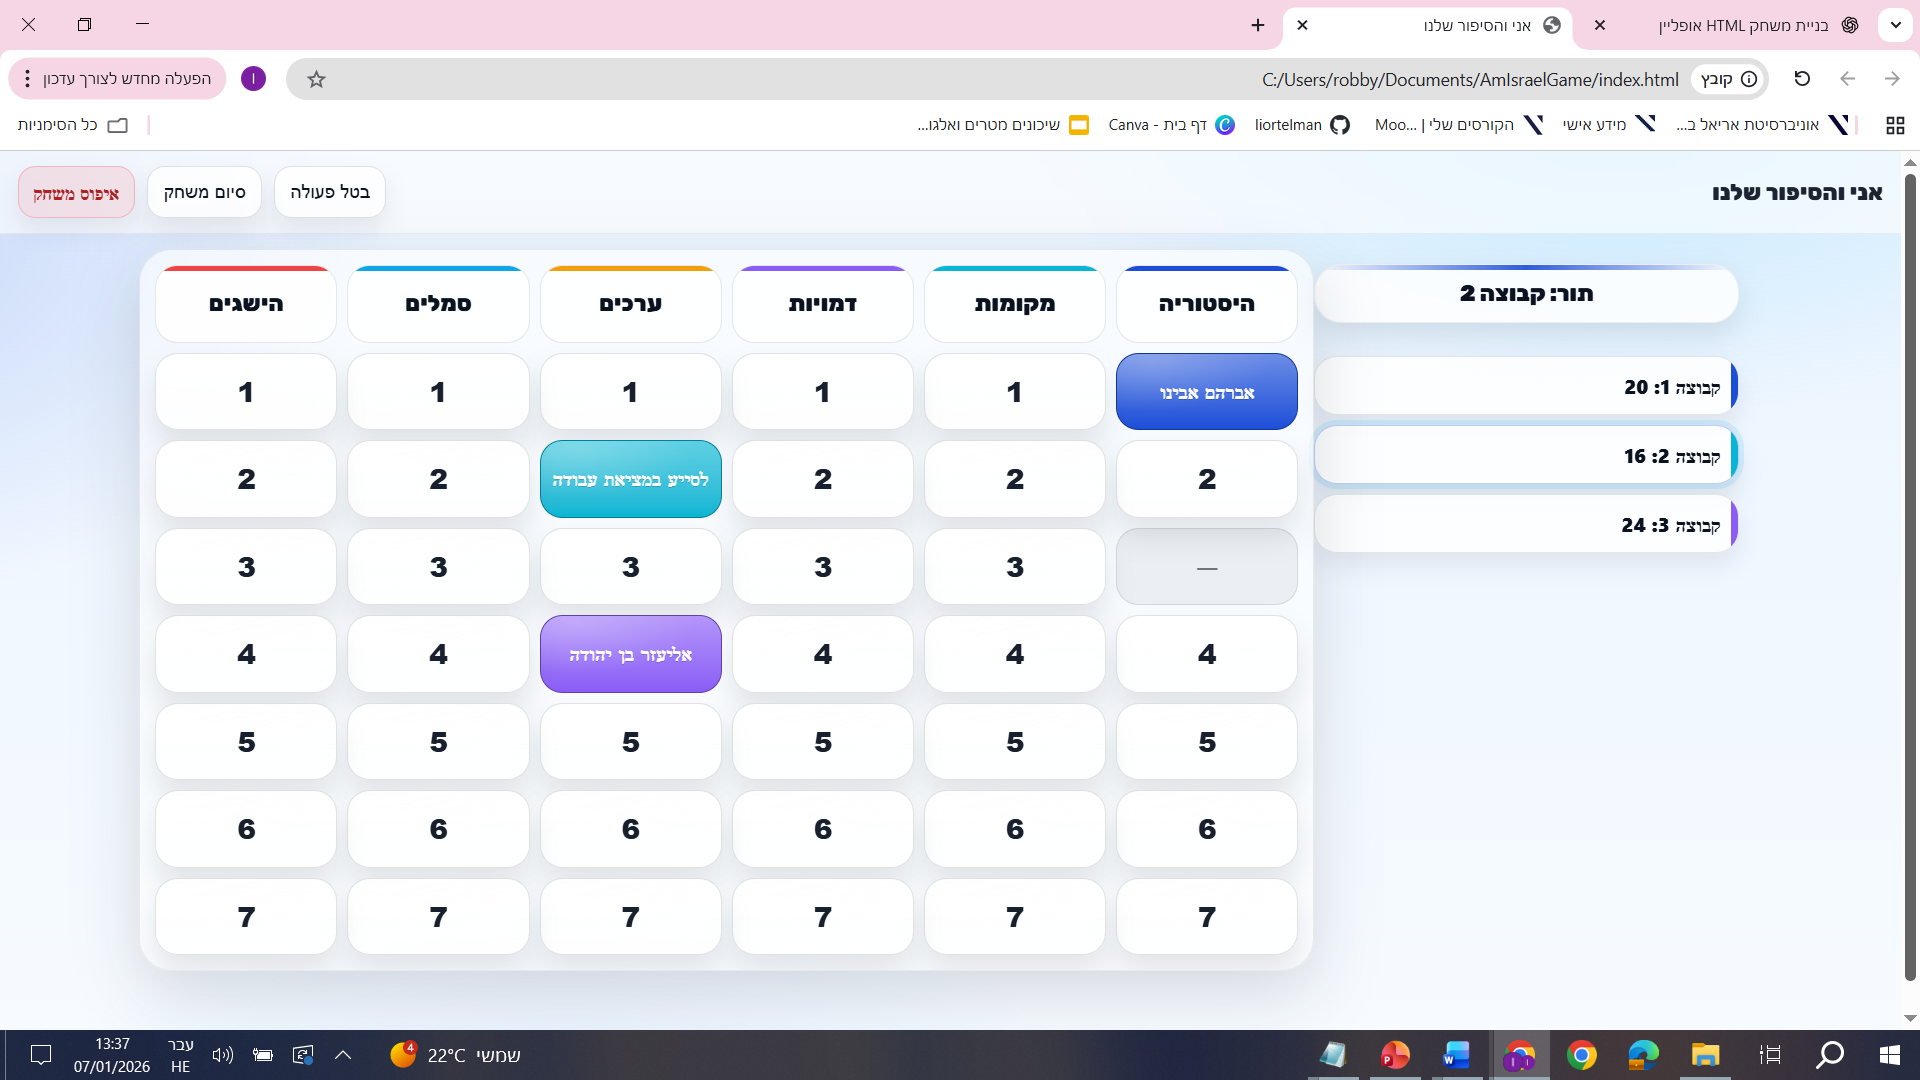 בניית משחק HTML אופליין
אני והסיפור שלנו
קובץ C:/Users/robby/Documents/AmIsraelGame/index.html
הפעלה מחדש לצורך עדכון
אוניברסיטת אריאל ב...
מידע אישי
הקורסים שלי | Moo...
liortelman
דף בית - Canva
שיכונים מטרים ואלגו...
כל הסימניות
אני והסיפור שלנו
בטל פעולה
סיום משחק
איפוס משחק
תור: קבוצה 2
קבוצה 1: 20
קבוצה 2: 16
קבוצה 3: 24
היסטוריה מקומות דמויות ערכים סמלים הישגים
אברהם אבינו 1 1 1 1 1
2 2 2 לסייע במציאת עבודה 2 2
— 3 3 3 3 3
4 4 4 אליעזר בן יהודה 4 4
5 5 5 5 5 5
6 6 6 6 6 6
7 7 7 7 7 7
22°C שמשי
4
עבר
HE
13:37
07/01/2026